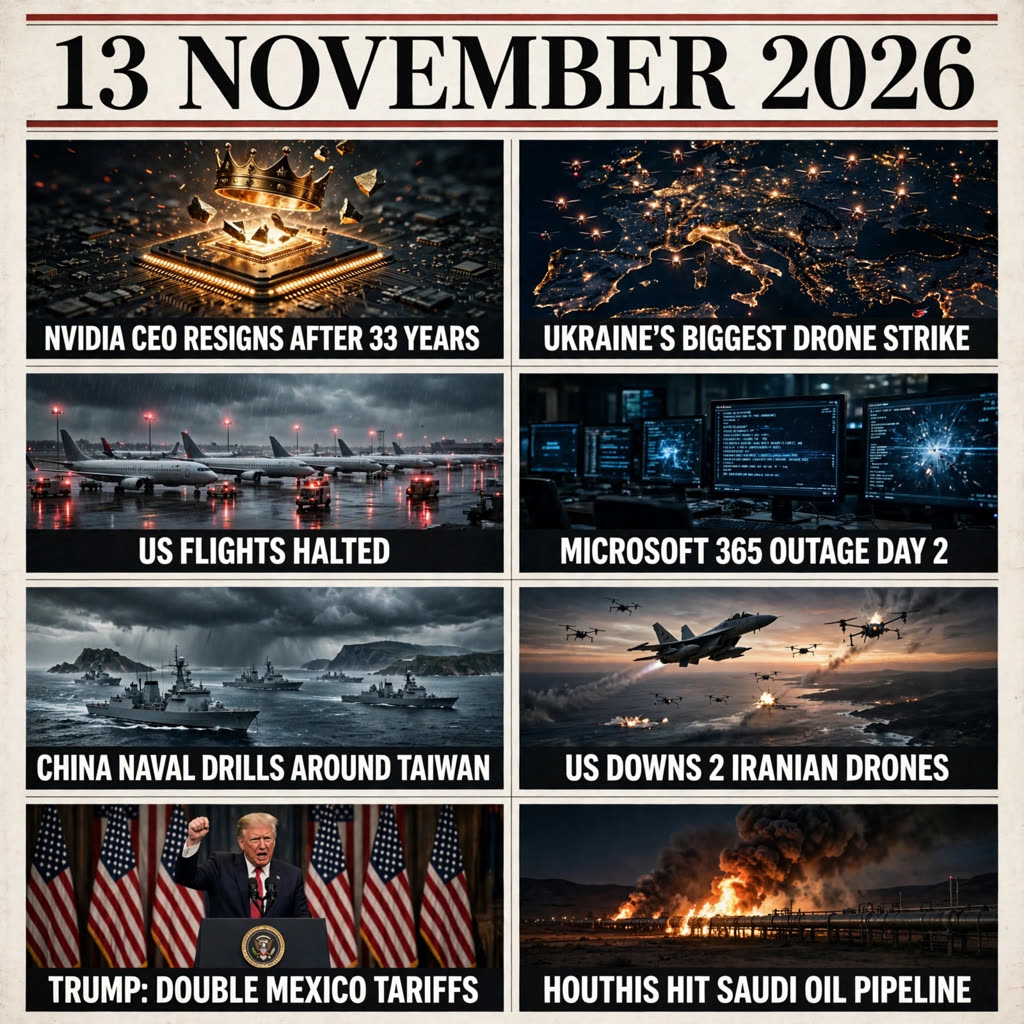 13 NOVEMBER 2026
NVIDIA CEO RESIGNS AFTER 33 YEARS
UKRAINE'S BIGGEST DRONE STRIKE
US FLIGHTS HALTED
MICROSOFT 365 OUTAGE DAY 2
CHINA NAVAL DRILLS AROUND TAIWAN
US DOWNS 2 IRANIAN DRONES
TRUMP: DOUBLE MEXICO TARIFFS
HOUTHIS HIT SAUDI OIL PIPELINE